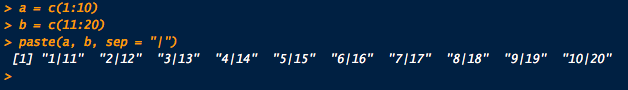 > a = c(1:10)
> b = c(11:20)
> paste(a, b, sep = "|")
[1] "1|11" "2|12" "3|13" "4|14" "5|15" "6|16" "7|17" "8|18" "9|19" "10|20"
>